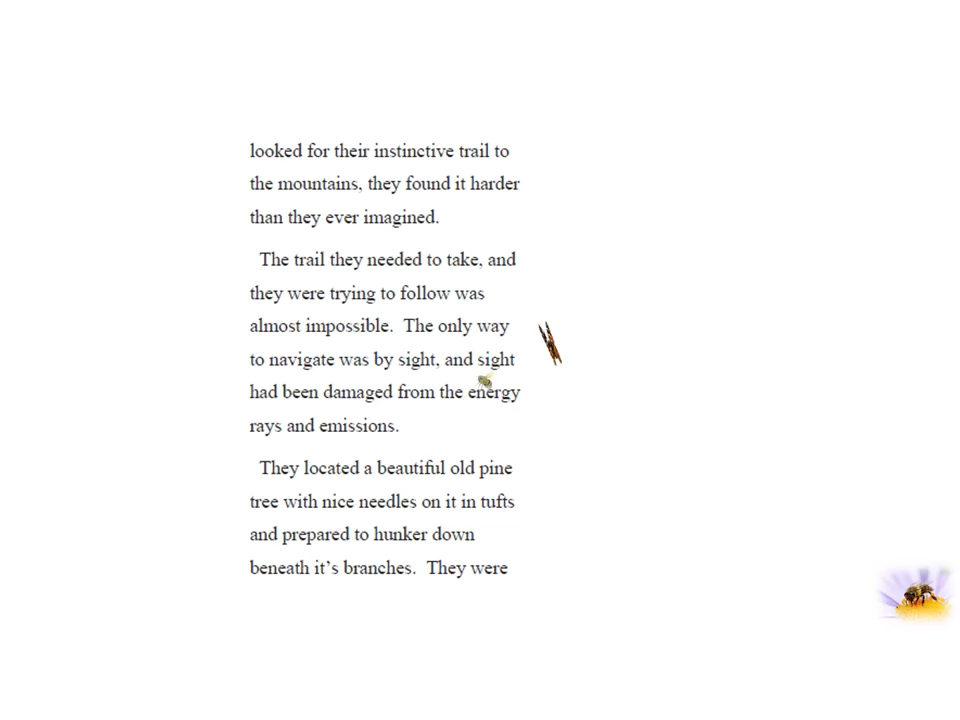 looked for their instinctive trail to
the mountains, they found it harder
than they ever imagined.
The trail they needed to take, and
they were trying to follow was
almost impossible.  The only way
to navigate was by sight, and sight
had been damaged from the energy
rays and emissions.
They located a beautiful old pine
tree with nice needles on it in tufts
and prepared to hunker down
beneath it’s branches.  They were